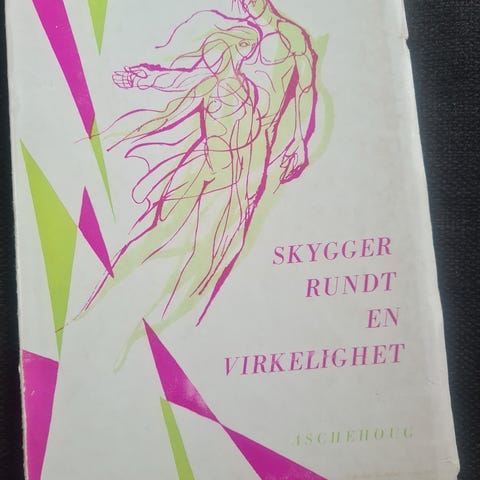 SKYGGER
RUNDT
EN
VIRKELIGHET
ASCHEHOUG